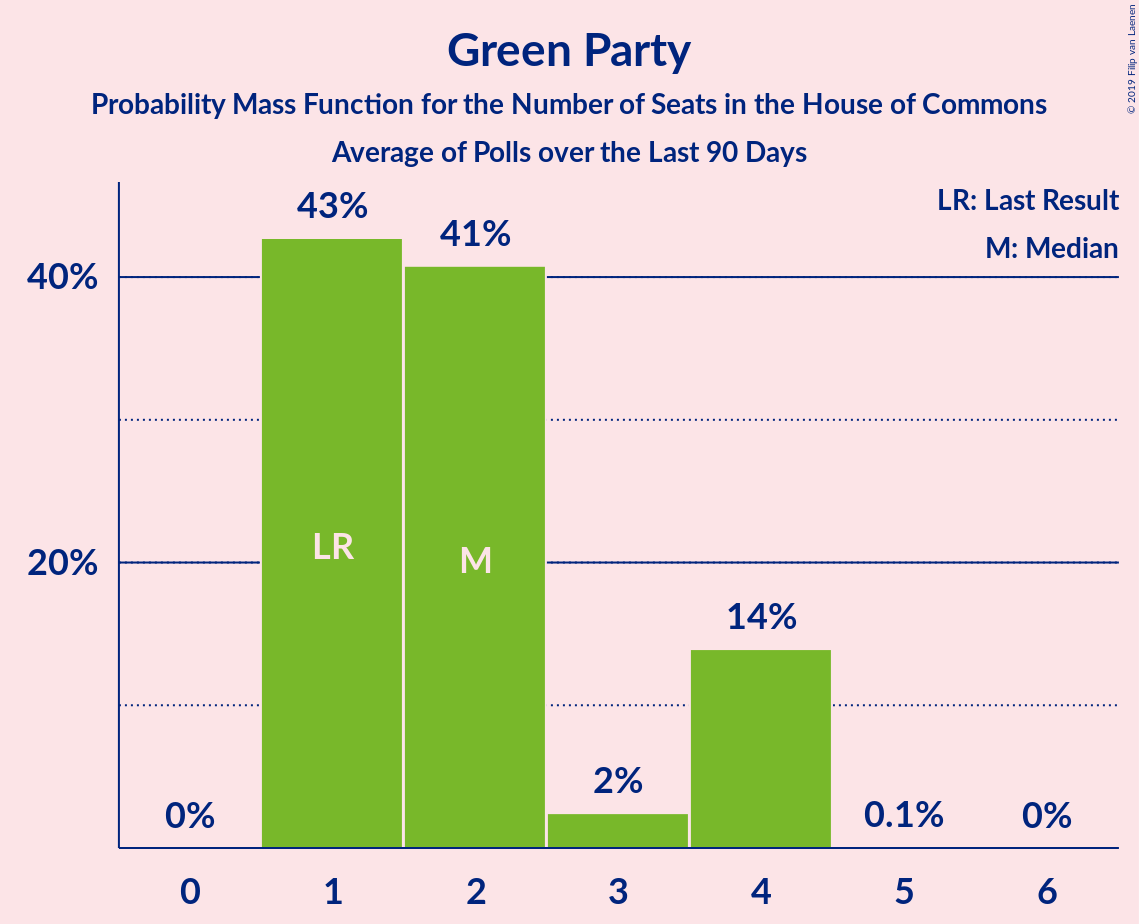 Green Party
Probability Mass Function for the Number of Seats in the House of Commons
Average of Polls over the Last 90 Days
© 2019 Filip van Laenen
LR: Last Result
M: Median
43%
41%
40%
LR
M
20%
14%
2%
0%
0.1%
0%
0 1 2 3 4 5 6